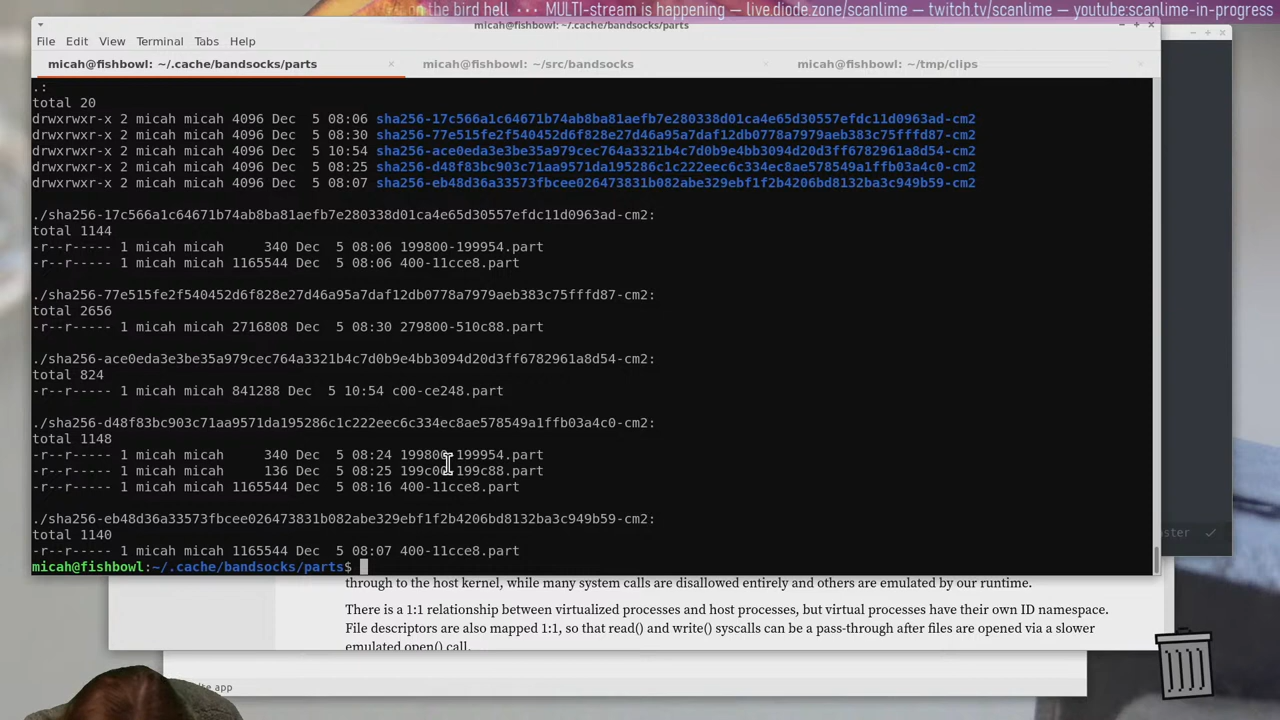 on the bird hell ··· MULTI-stream is happening — live.diode.zone/scanlime — twitch.tv/scanlime — youtube:scanlime-in-progress
micah@fishbowl: ~/.cache/bandsocks/parts
File Edit View Terminal Tabs Help
micah@fishbowl: ~/.cache/bandsocks/parts × micah@fishbowl: ~/src/bandsocks × micah@fishbowl: ~/tmp/clips ×
.:
total 20
drwxrwxr-x 2 micah micah 4096 Dec  5 08:06 sha256-17c566a1c64671b74ab8ba81aefb7e280338d01ca4e65d30557efdc11d0963ad-cm2
drwxrwxr-x 2 micah micah 4096 Dec  5 08:30 sha256-77e515fe2f540452d6f828e27d46a95a7daf12db0778a7979aeb383c75fffd87-cm2
drwxrwxr-x 2 micah micah 4096 Dec  5 10:54 sha256-ace0eda3e3be35a979cec764a3321b4c7d0b9e4bb3094d20d3ff6782961a8d54-cm2
drwxrwxr-x 2 micah micah 4096 Dec  5 08:25 sha256-d48f83bc903c71aa9571da195286c1c222eec6c334ec8ae578549a1ffb03a4c0-cm2
drwxrwxr-x 2 micah micah 4096 Dec  5 08:07 sha256-eb48d36a33573fbcee026473831b082abe329ebf1f2b4206bd8132ba3c949b59-cm2
./sha256-17c566a1c64671b74ab8ba81aefb7e280338d01ca4e65d30557efdc11d0963ad-cm2:
total 1144
-r--r----- 1 micah micah     340 Dec  5 08:06 199800-199954.part
-r--r----- 1 micah micah 1165544 Dec  5 08:06 400-11cce8.part
./sha256-77e515fe2f540452d6f828e27d46a95a7daf12db0778a7979aeb383c75fffd87-cm2:
total 2656
-r--r----- 1 micah micah 2716808 Dec  5 08:30 279800-510c88.part
./sha256-ace0eda3e3be35a979cec764a3321b4c7d0b9e4bb3094d20d3ff6782961a8d54-cm2:
total 824
-r--r----- 1 micah micah 841288 Dec  5 10:54 c00-ce248.part
./sha256-d48f83bc903c71aa9571da195286c1c222eec6c334ec8ae578549a1ffb03a4c0-cm2:
total 1148
-r--r----- 1 micah micah     340 Dec  5 08:24 199800-199954.part
-r--r----- 1 micah micah     136 Dec  5 08:25 199c00-199c88.part
-r--r----- 1 micah micah 1165544 Dec  5 08:16 400-11cce8.part
./sha256-eb48d36a33573fbcee026473831b082abe329ebf1f2b4206bd8132ba3c949b59-cm2:
total 1140
-r--r----- 1 micah micah 1165544 Dec  5 08:07 400-11cce8.part
micah@fishbowl:~/.cache/bandsocks/parts$
through to the host kernel, while many system calls are disallowed entirely and others are emulated by our runtime.
There is a 1:1 relationship between virtualized processes and host processes, but virtual processes have their own ID namespace.
File descriptors are also mapped 1:1, so that read() and write() syscalls can be a pass-through after files are opened via a slower
emulated open() call.
app